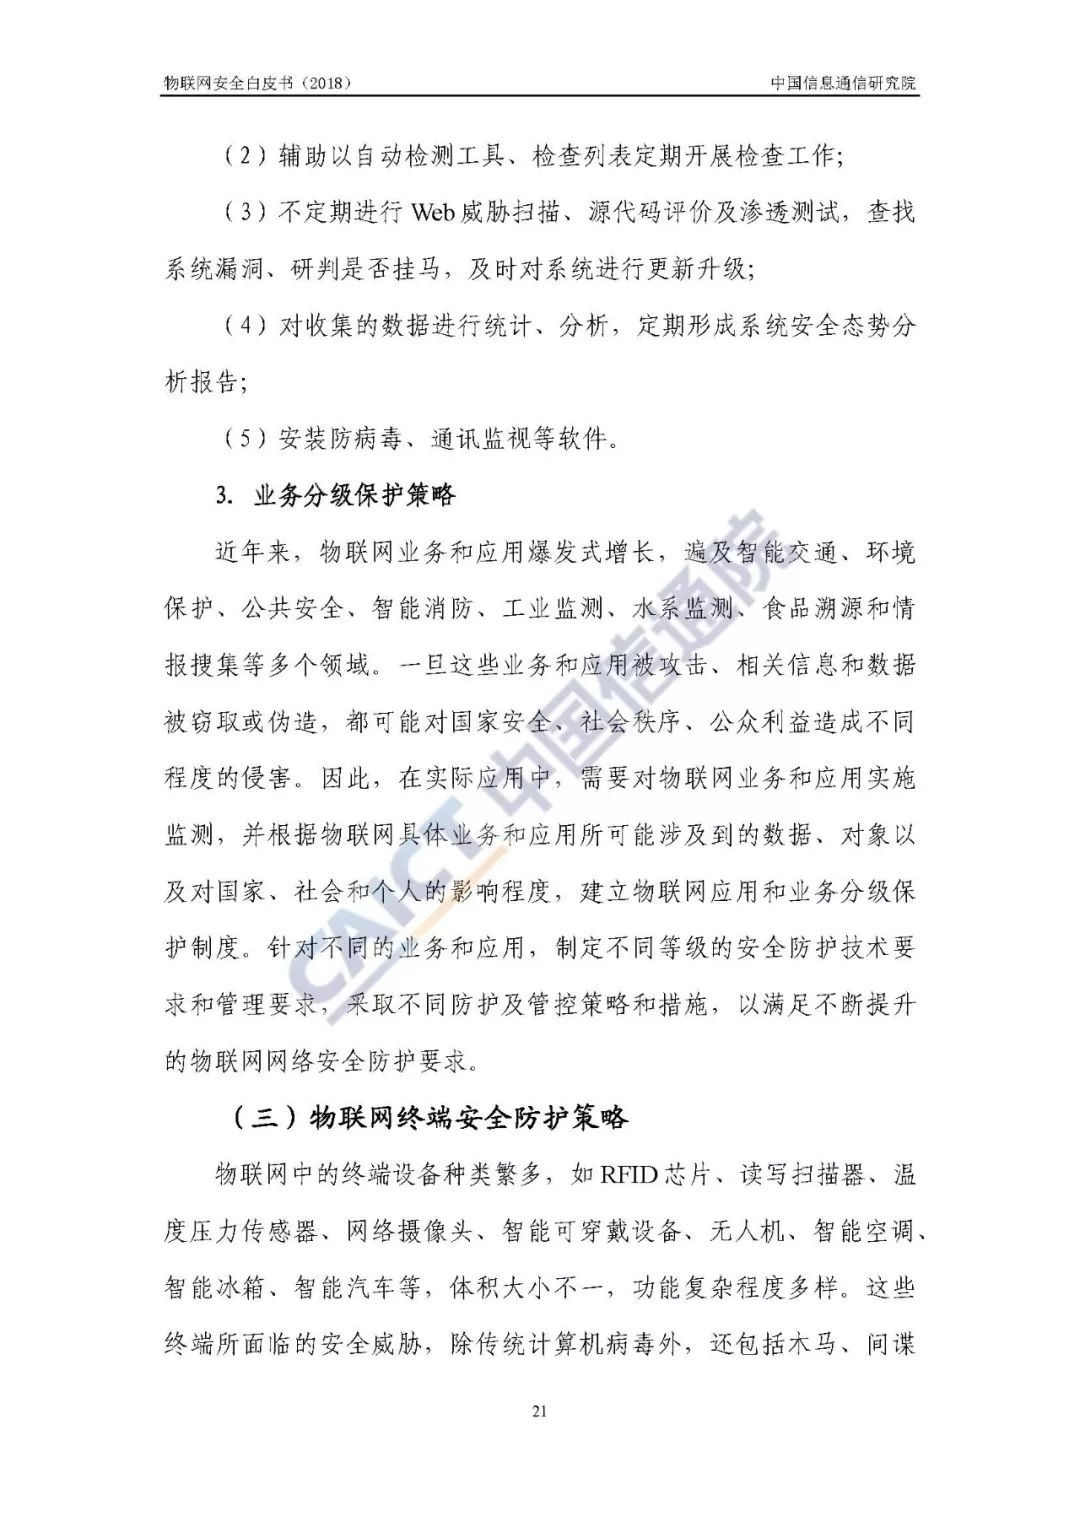 物联网安全白皮书（2018） 中国信息通信研究院
（2）辅助以自动检测工具、检查列表定期开展检查工作；
（3）不定期进行 Web 威胁扫描、源代码评价及渗透测试，查找
系统漏洞、研判是否挂马，及时对系统进行更新升级；
（4）对收集的数据进行统计、分析，定期形成系统安全态势分
析报告；
（5）安装防病毒、通讯监视等软件。
3. 业务分级保护策略
近年来，物联网业务和应用爆发式增长，遍及智能交通、环境
保护、公共安全、智能消防、工业监测、水系监测、食品溯源和情
报搜集等多个领域。一旦这些业务和应用被攻击、相关信息和数据
被窃取或伪造，都可能对国家安全、社会秩序、公众利益造成不同
程度的侵害。因此，在实际应用中，需要对物联网业务和应用实施
监测，并根据物联网具体业务和应用所可能涉及到的数据、对象以
及对国家、社会和个人的影响程度，建立物联网应用和业务分级保
护制度。针对不同的业务和应用，制定不同等级的安全防护技术要
求和管理要求，采取不同防护及管控策略和措施，以满足不断提升
的物联网网络安全防护要求。
（三）物联网终端安全防护策略
物联网中的终端设备种类繁多，如 RFID 芯片、读写扫描器、温
度压力传感器、网络摄像头、智能可穿戴设备、无人机、智能空调、
智能冰箱、智能汽车等，体积大小不一，功能复杂程度多样。这些
终端所面临的安全威胁，除传统计算机病毒外，还包括木马、间谍
21
CAICT 中国信通院